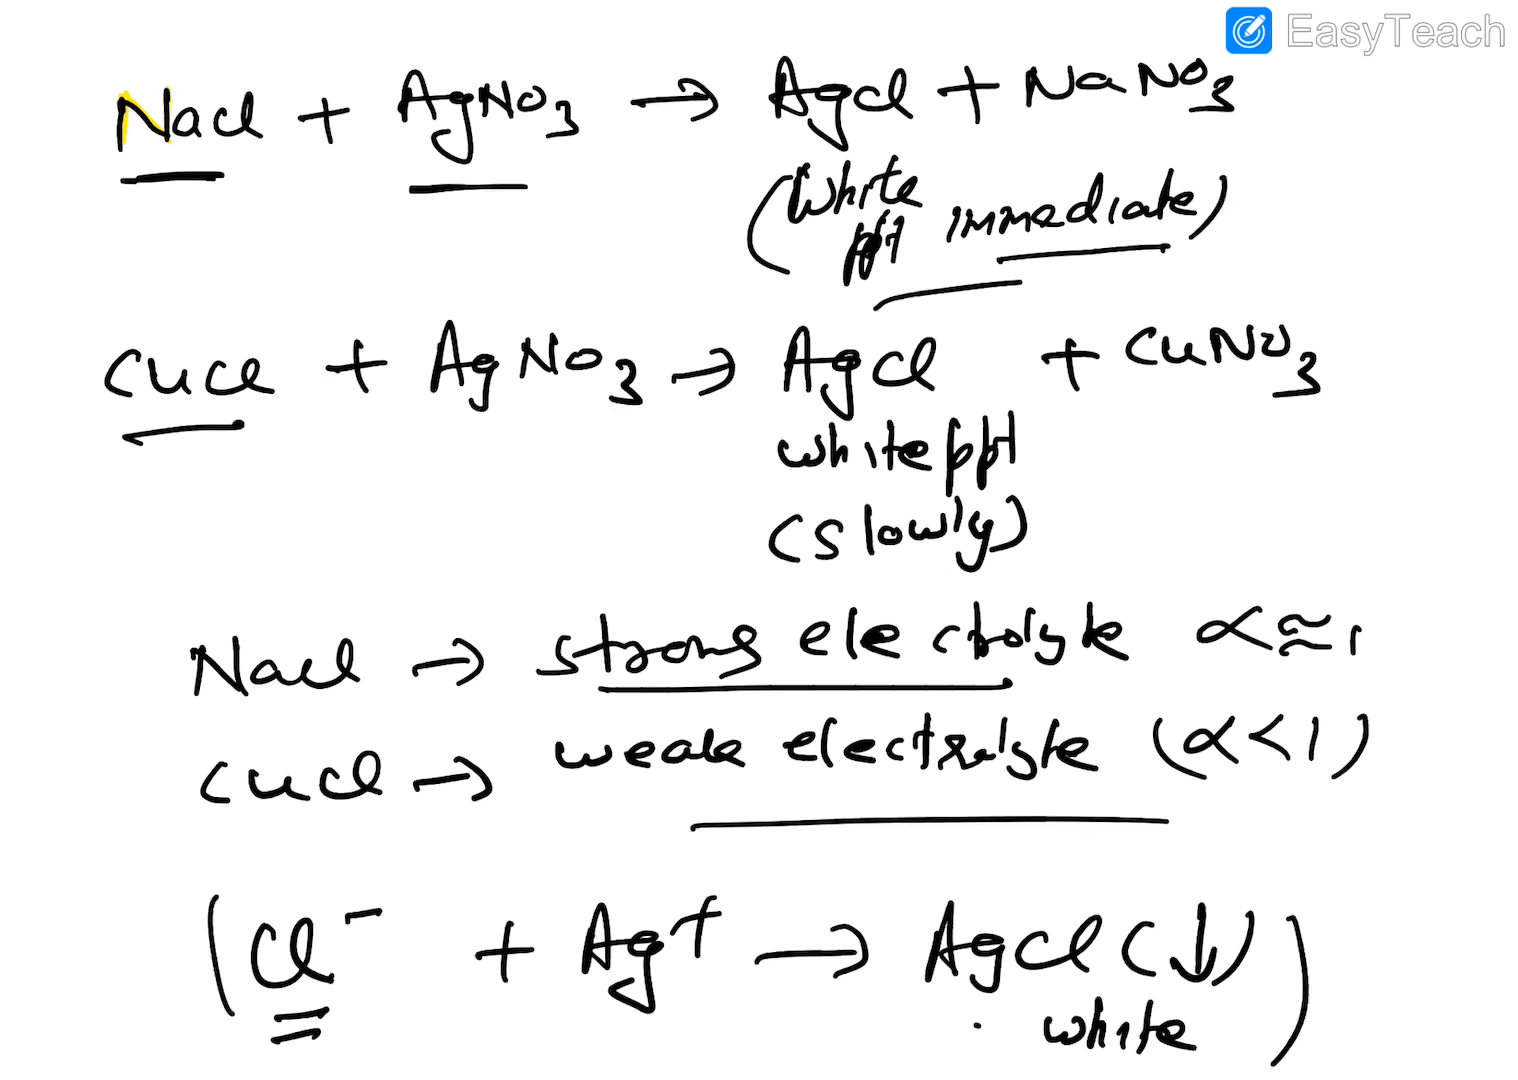 EasyTeach
NaCl + AgNO3 → AgCl + NaNO3
(White
ppt immediate)
CuCl + AgNO3 → AgCl + CuNO3
white ppt
(slowly)
NaCl → strong electrolyte α ≅ 1
CuCl → weak electrolyte (α << 1)
(Cl⁻ + Ag⁺ → AgCl (↓)
white)